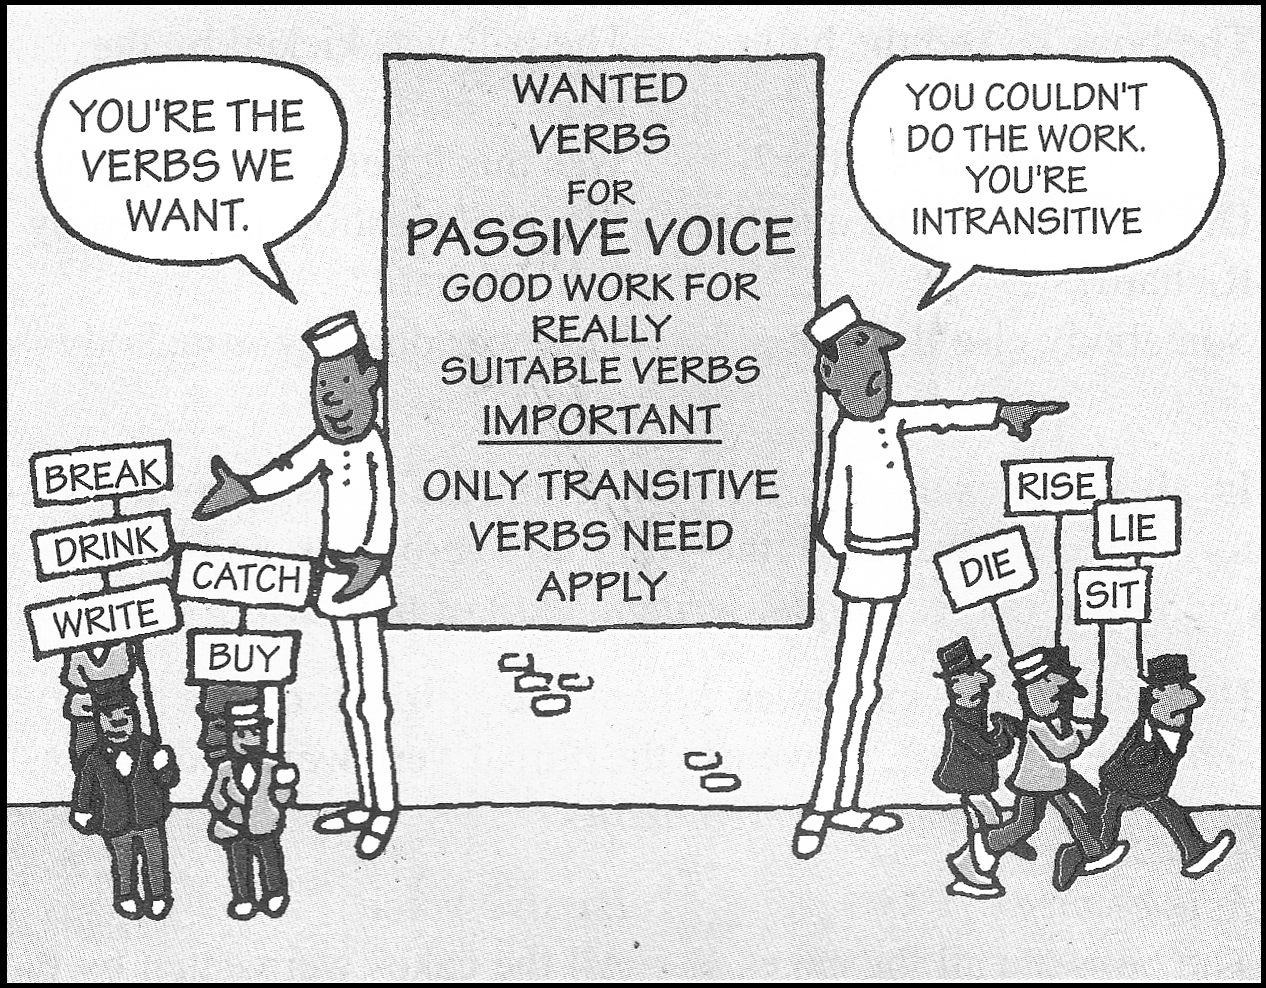 YOU'RE THE
VERBS WE
WANT.
WANTED
VERBS
FOR
PASSIVE VOICE
GOOD WORK FOR
REALLY
SUITABLE VERBS
IMPORTANT
ONLY TRANSITIVE
VERBS NEED
APPLY
YOU COULDN'T
DO THE WORK.
YOU'RE
INTRANSITIVE
BREAK
DRINK
WRITE
CATCH
BUY
DIE
RISE
LIE
SIT